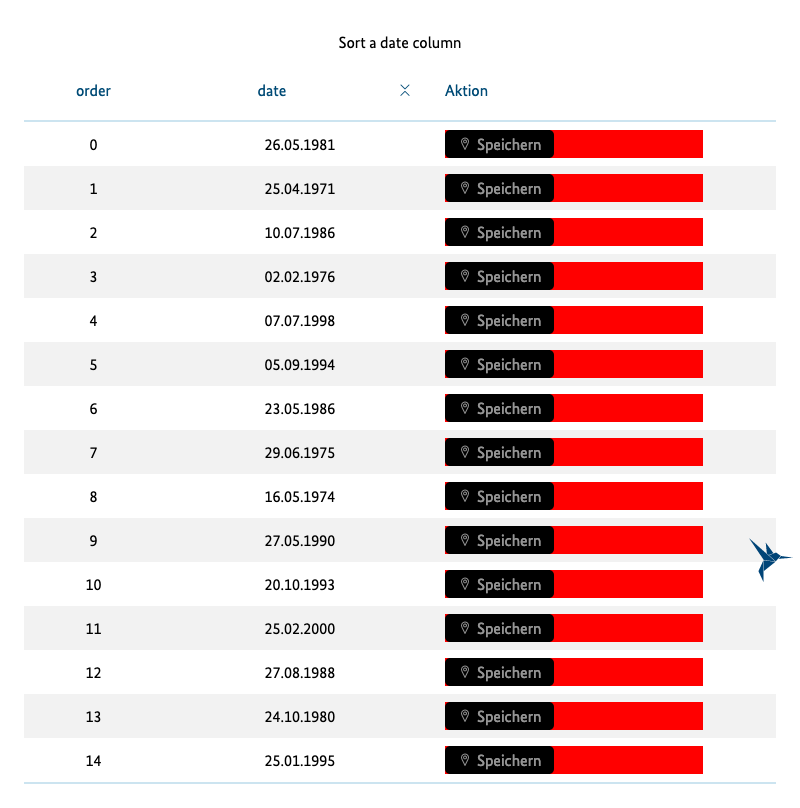 Sort a date column
order date Aktion
0 26.05.1981 Speichern
1 25.04.1971 Speichern
2 10.07.1986 Speichern
3 02.02.1976 Speichern
4 07.07.1998 Speichern
5 05.09.1994 Speichern
6 23.05.1986 Speichern
7 29.06.1975 Speichern
8 16.05.1974 Speichern
9 27.05.1990 Speichern
10 20.10.1993 Speichern
11 25.02.2000 Speichern
12 27.08.1988 Speichern
13 24.10.1980 Speichern
14 25.01.1995 Speichern